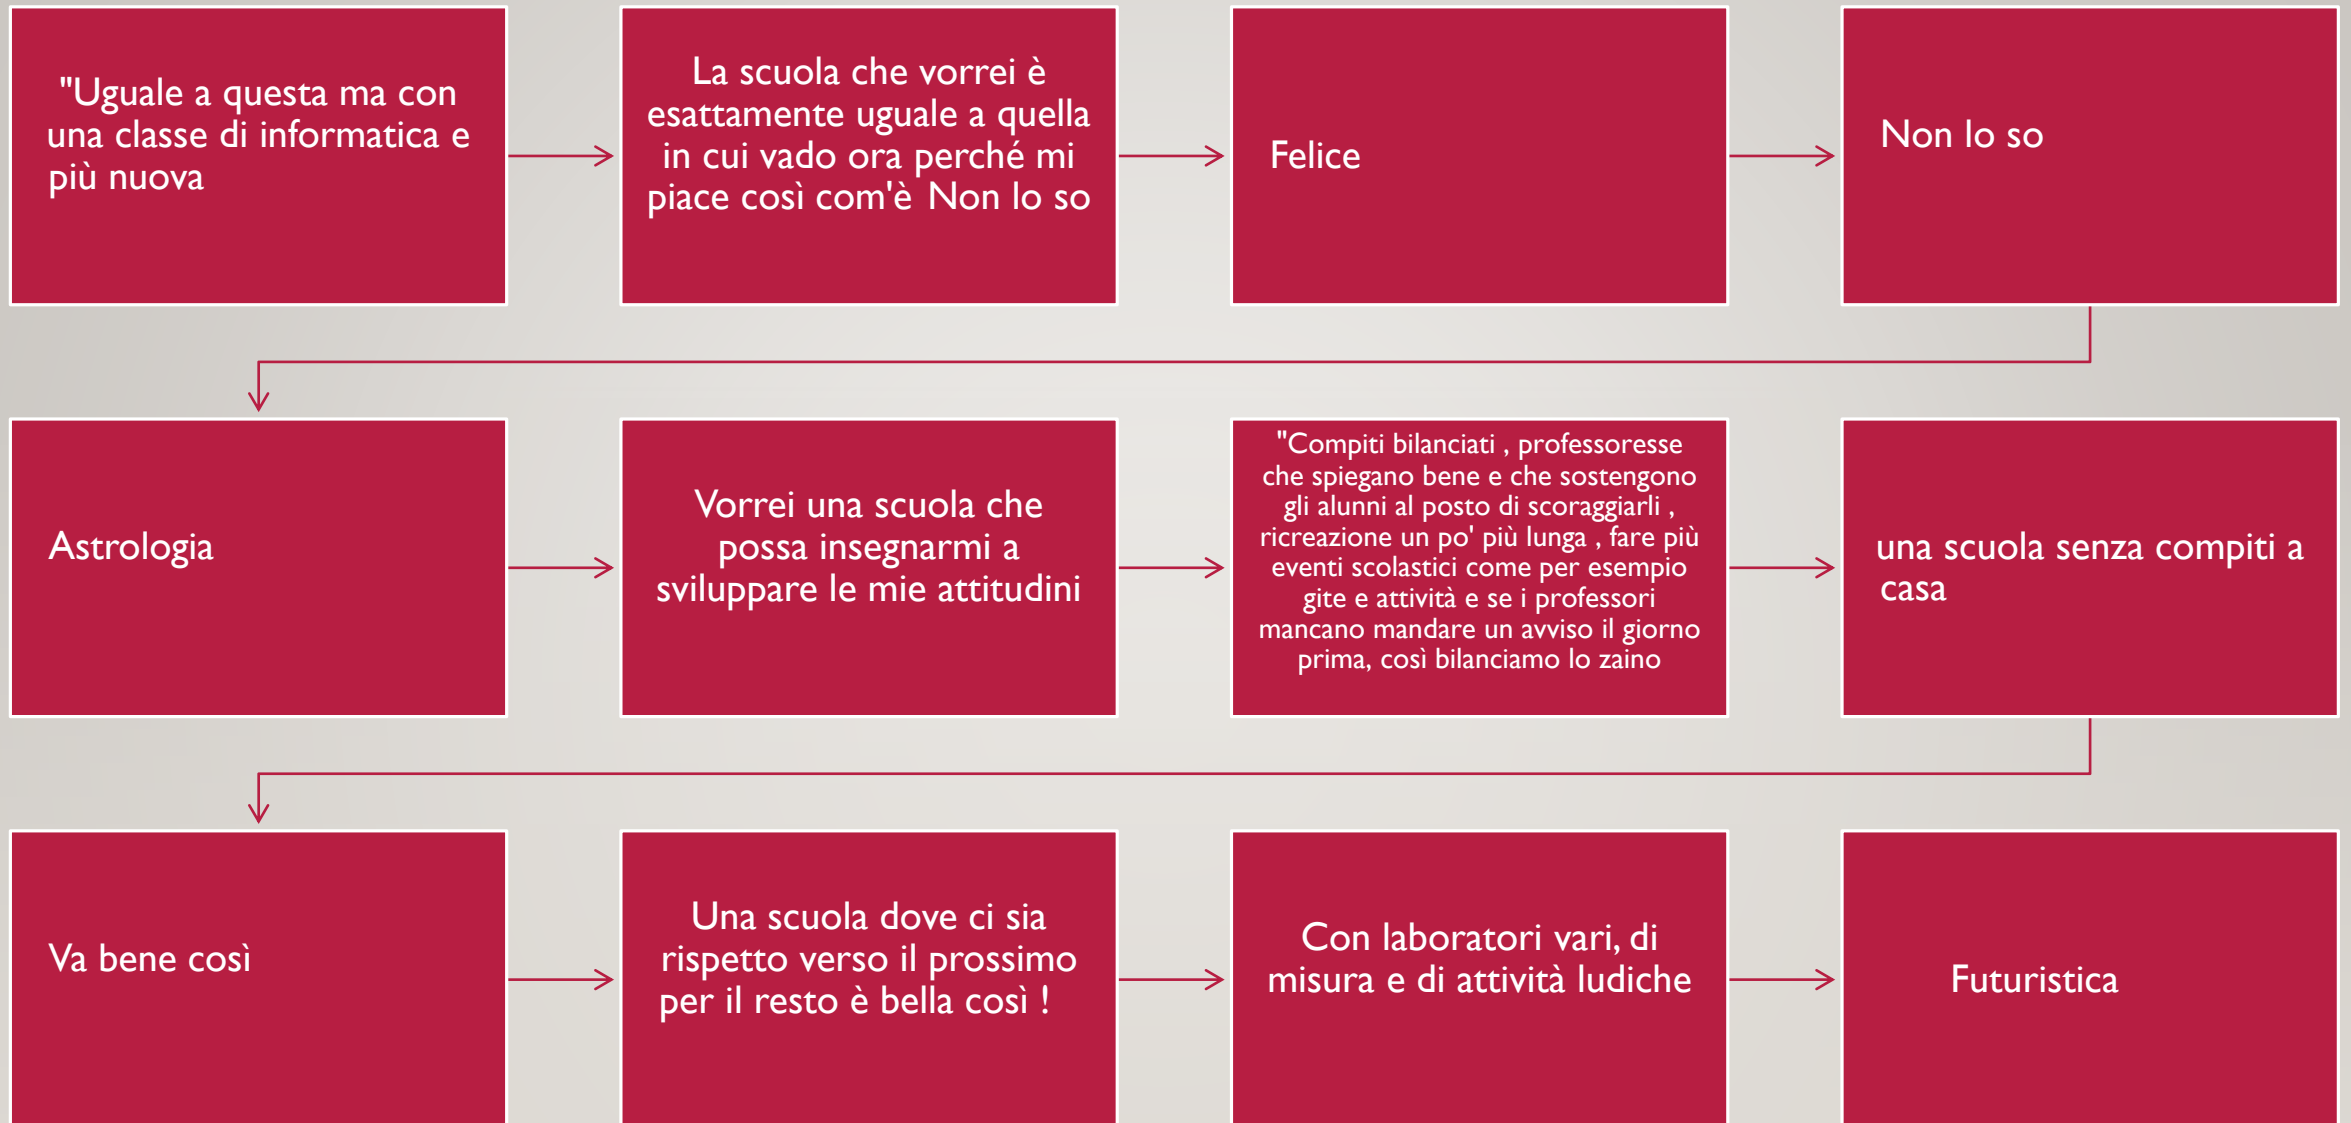 "Uguale a questa ma con
una classe di informatica e
più nuova
La scuola che vorrei è
esattamente uguale a quella
in cui vado ora perché mi
piace così com'è Non lo so
Felice
Non lo so
Astrologia
Vorrei una scuola che
possa insegnarmi a
sviluppare le mie attitudini
"Compiti bilanciati , professoresse
che spiegano bene e che sostengono
gli alunni al posto di scoraggiarli ,
ricreazione un po' più lunga , fare più
eventi scolastici come per esempio
gite e attività e se i professori
mancano mandare un avviso il giorno
prima, così bilanciamo lo zaino
una scuola senza compiti a
casa
Va bene così
Una scuola dove ci sia
rispetto verso il prossimo
per il resto è bella così !
Con laboratori vari, di
misura e di attività ludiche
Futuristica